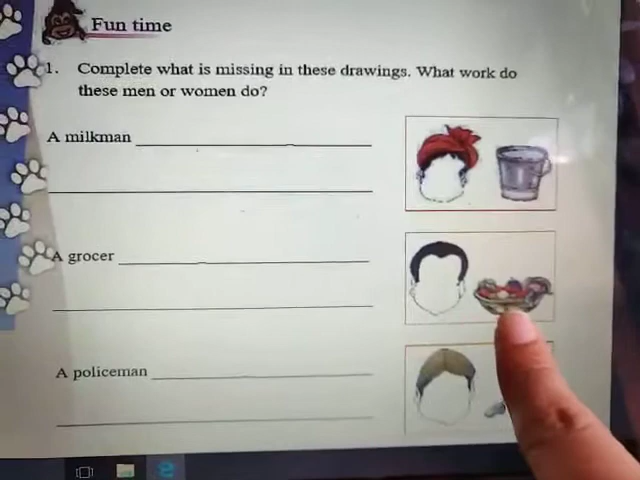 Fun time
1. Complete what is missing in these drawings. What work do
these men or women do?
A milkman
A grocer
A policeman